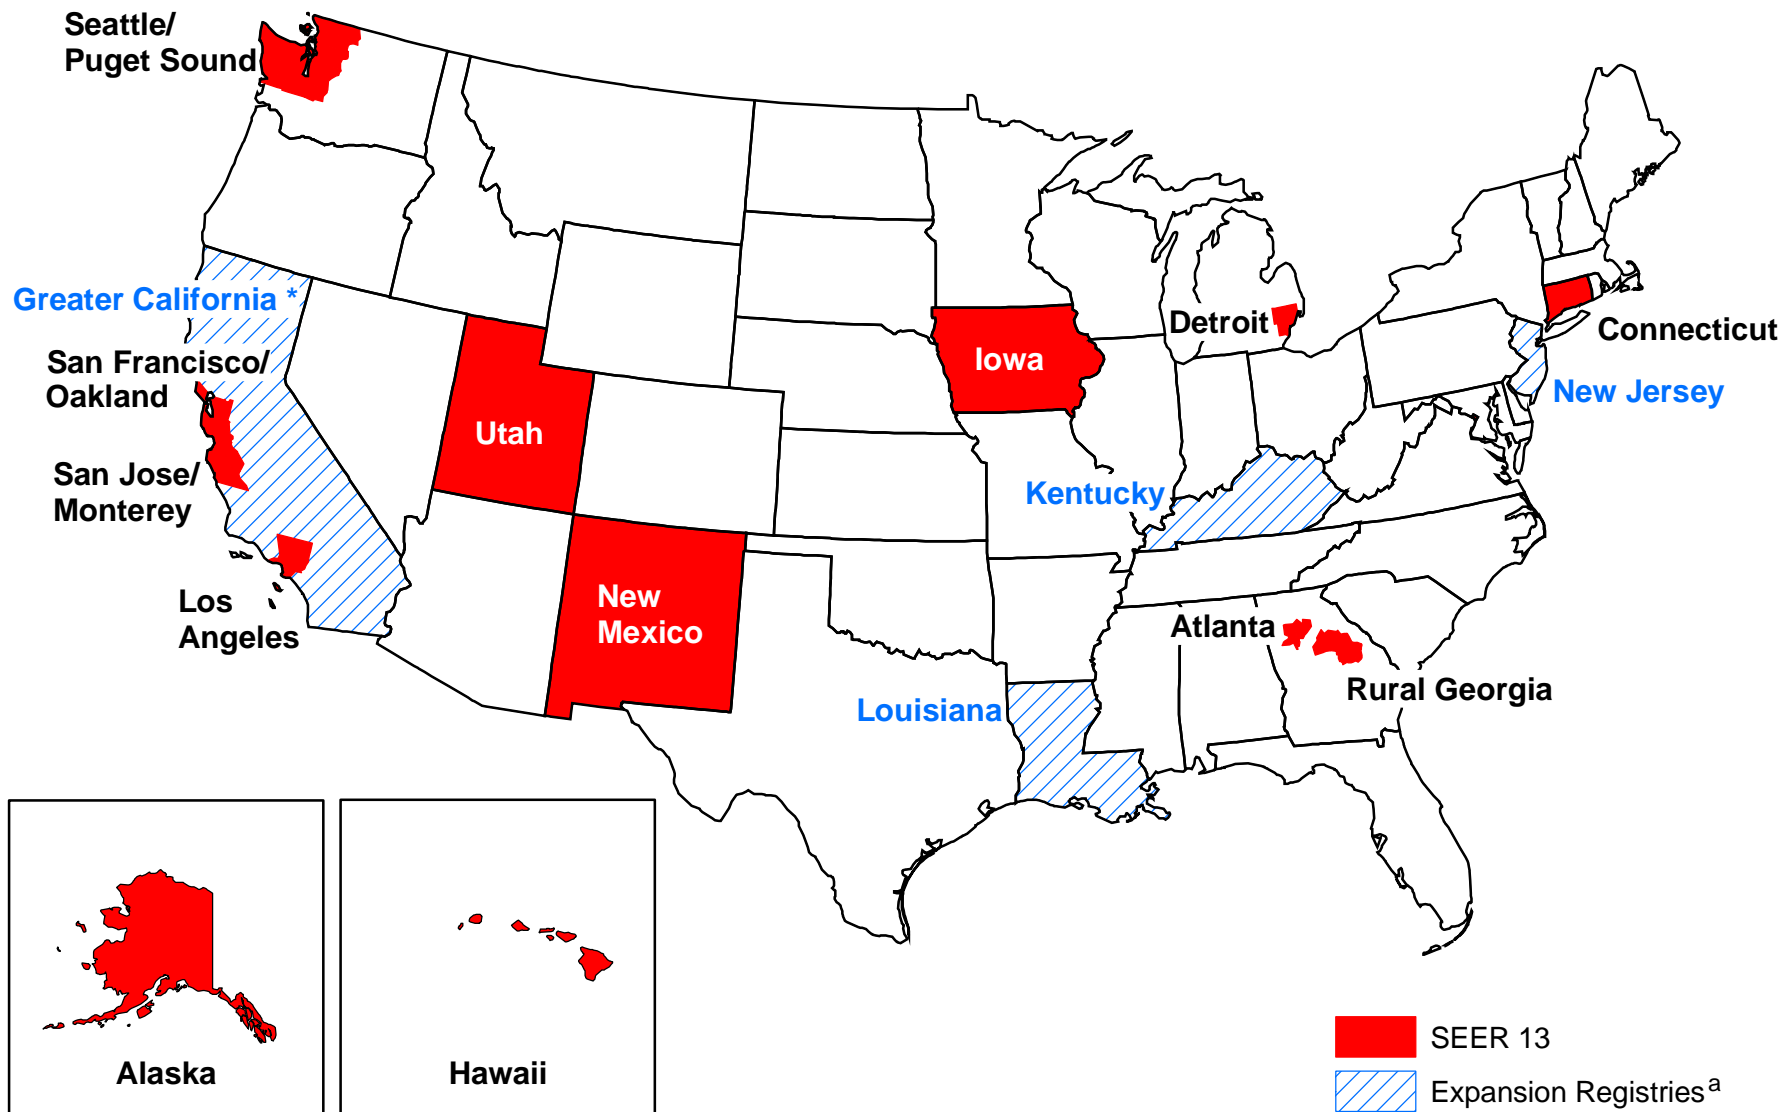 Seattle/
Puget Sound
Greater California *
San Francisco/
Oakland
San Jose/
Monterey
Los
Angeles
Utah
New
Mexico
Iowa
Detroit
Connecticut
New Jersey
Kentucky
Atlanta
Rural Georgia
Louisiana
Alaska
Hawaii
SEER 13
Expansion Registries a